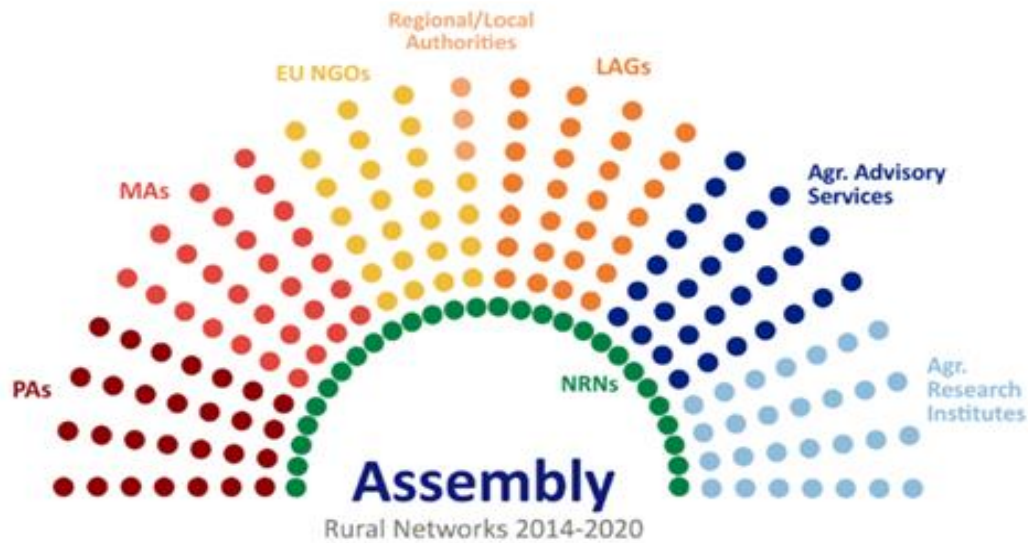 Regional/Local
Authorities
EU NGOs
LAGs
MAs
Agr. Advisory
Services
PAs
NRNs
Agr.
Research
Institutes
Assembly
Rural Networks 2014-2020